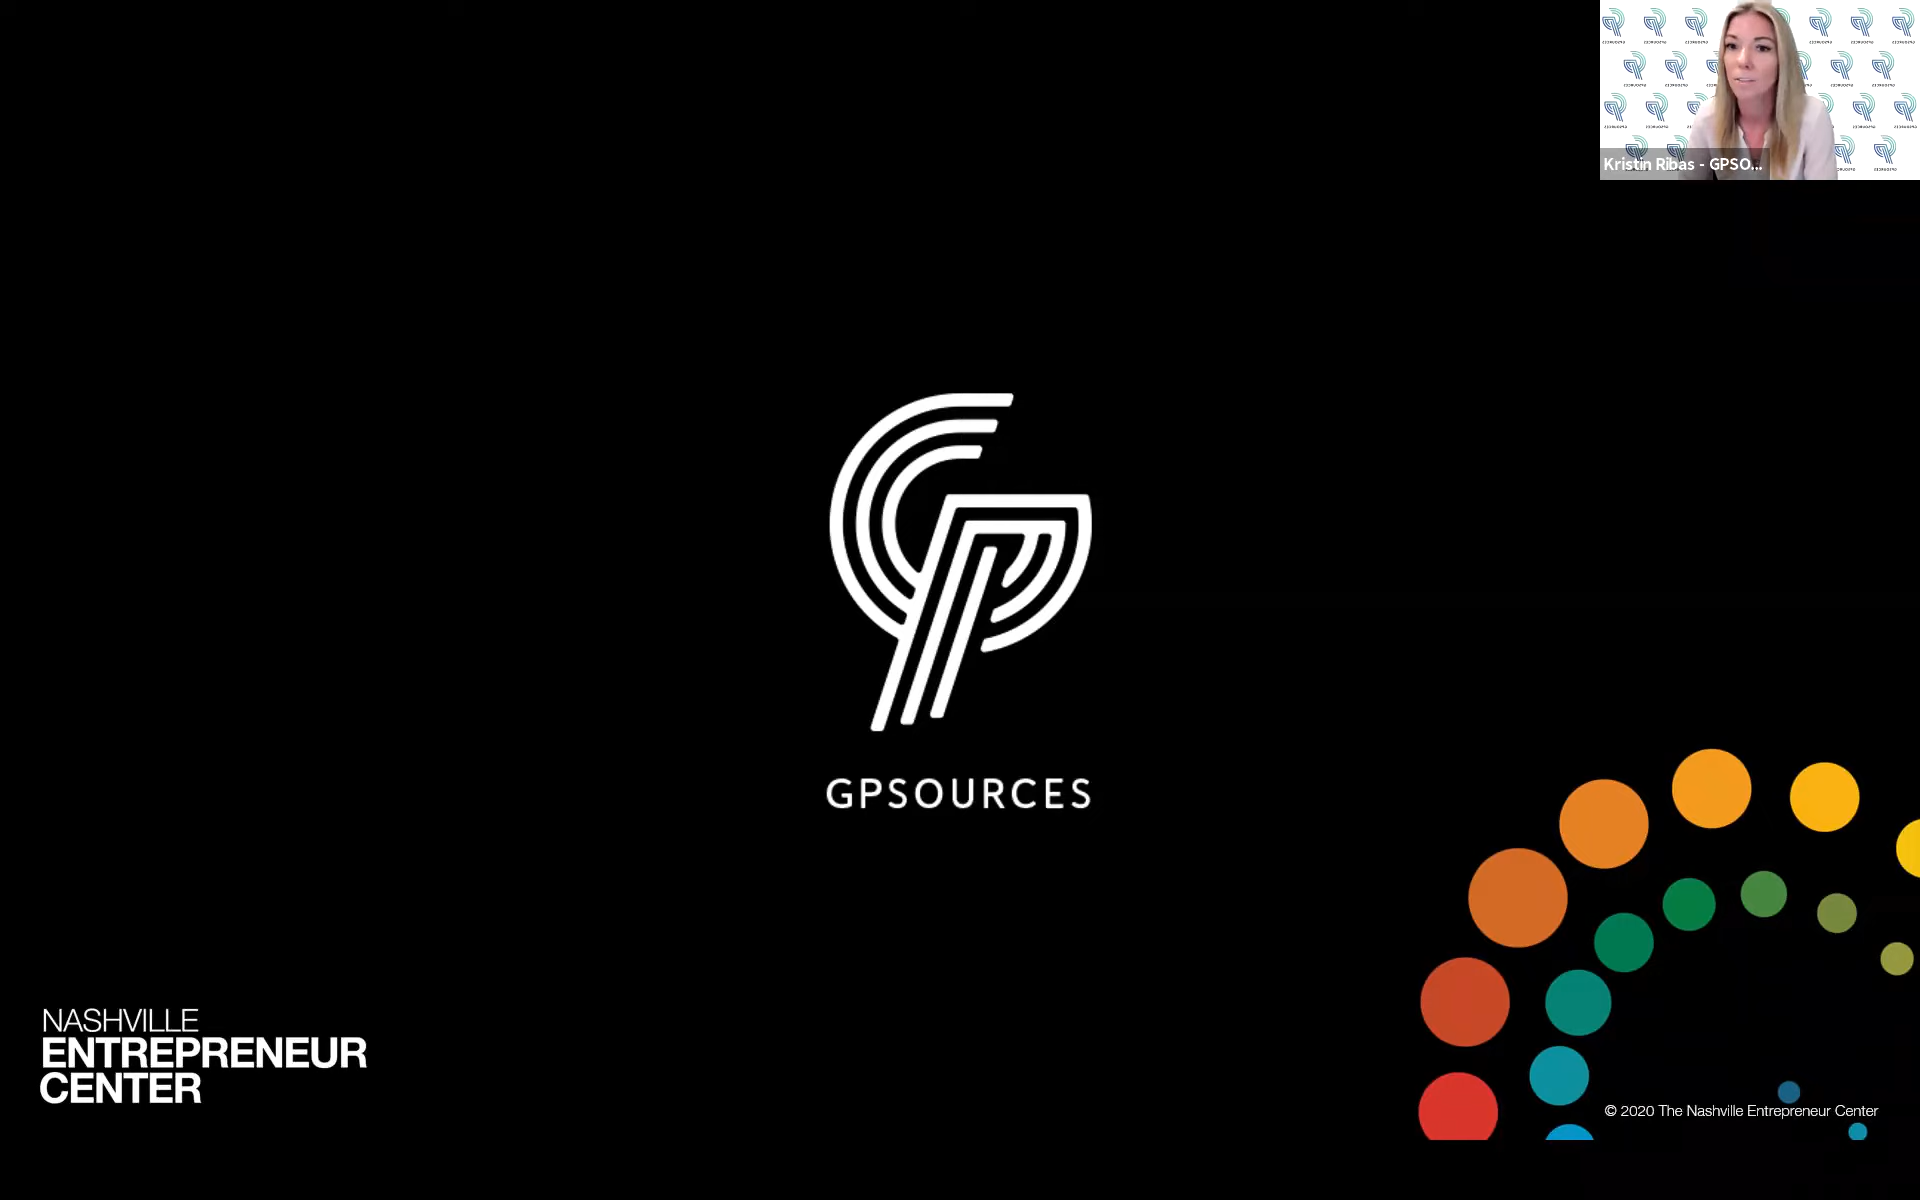 Kristin Ribas - GPSO...
GPSOURCES
NASHVILLE
ENTREPRENEUR
CENTER
© 2020 The Nashville Entrepreneur Center